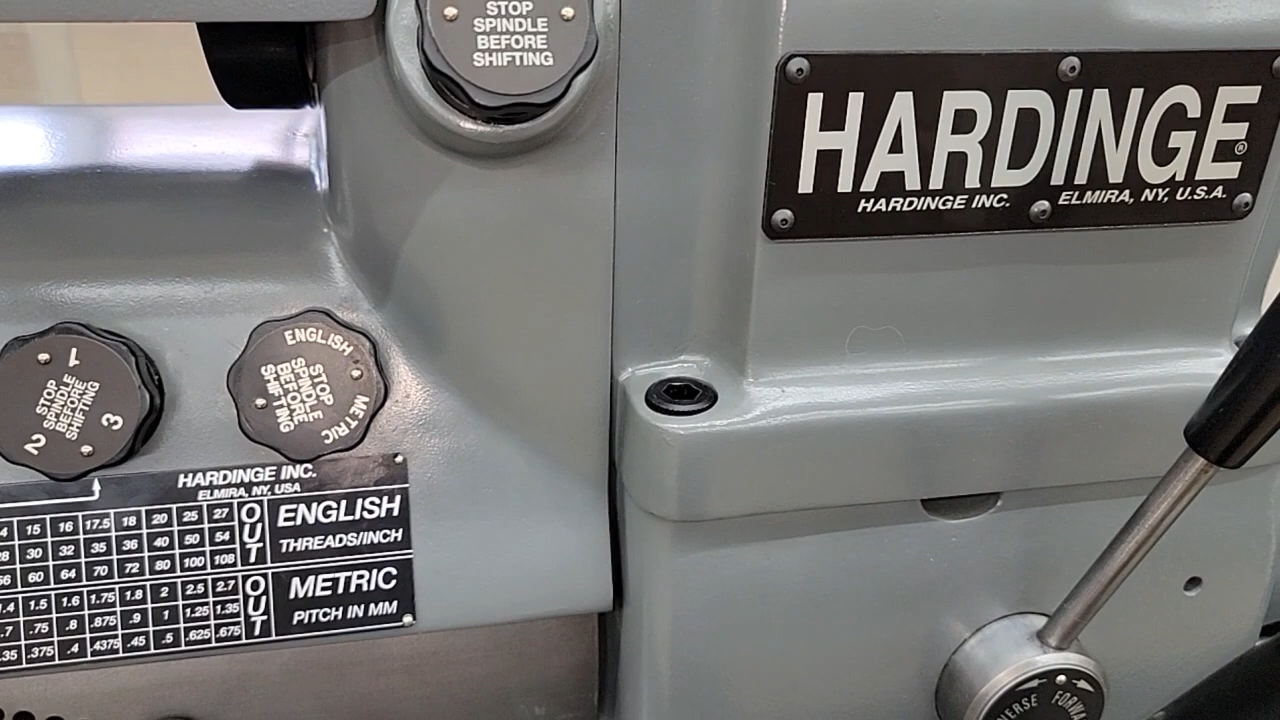 STOP
SPINDLE
BEFORE
SHIFTING
HARDINGE®
HARDINGE INC. ELMIRA, NY, U.S.A.
1
STOP
SPINDLE
BEFORE
SHIFTING
2 3
ENGLISH
STOP
SPINDLE
BEFORE
SHIFTING
METRIC
HARDINGE INC.
ELMIRA, NY, USA
15 16 17.5 18 20 25 27
30 32 35 36 40 50 54
60 64 70 72 80 100 108
OUT
ENGLISH
THREADS/INCH
1.5 1.6 1.75 1.8 2 2.5 2.7
.75 .8 .875 .9 1 1.25 1.35
.375 .4 .4375 .45 .5 .625 .675
OUT
METRIC
PITCH IN MM